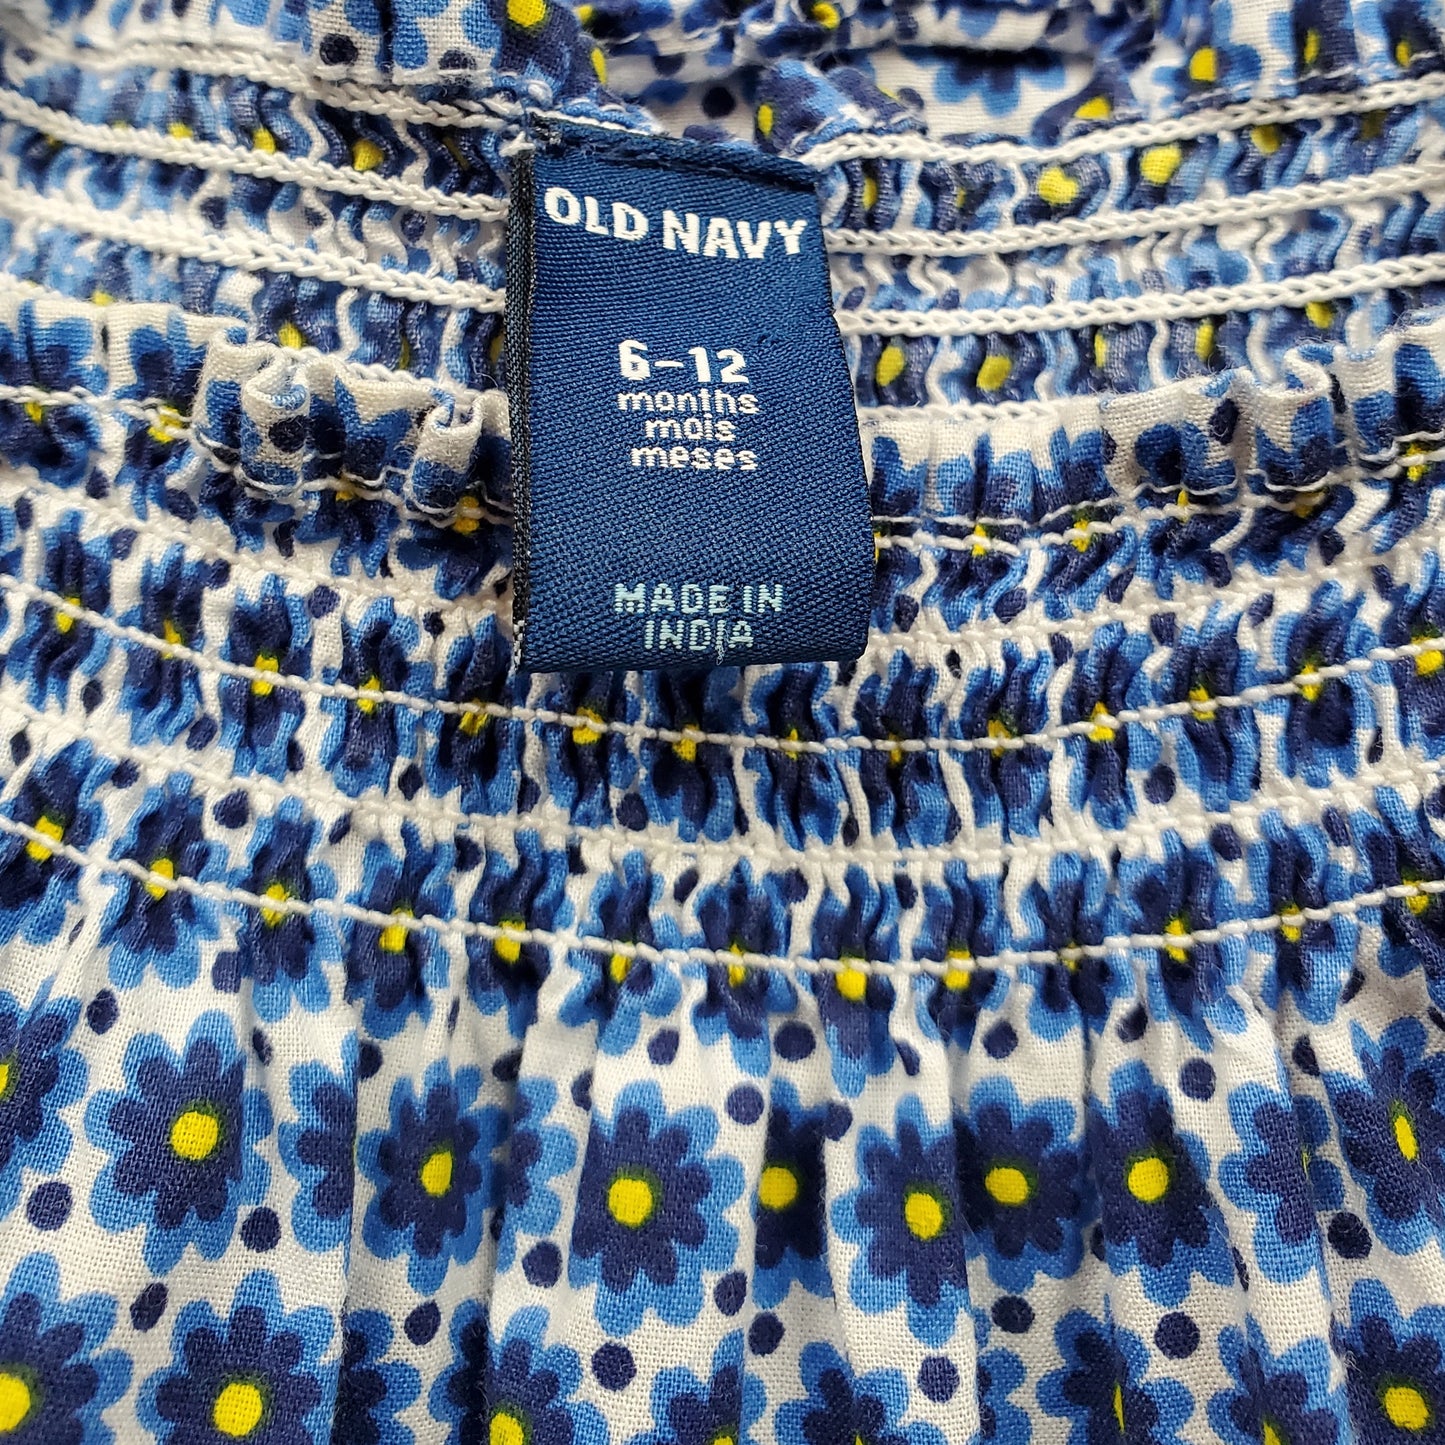 OLD NAVY
6-12
months
mois
meses
MADE IN
INDIA